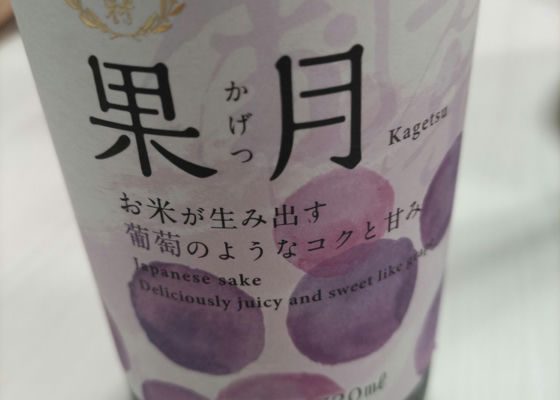 果月
かげつ
Kagetsu
お米が生み出す
葡萄のようなコクと甘み
Japanese sake
Deliciously juicy and sweet like